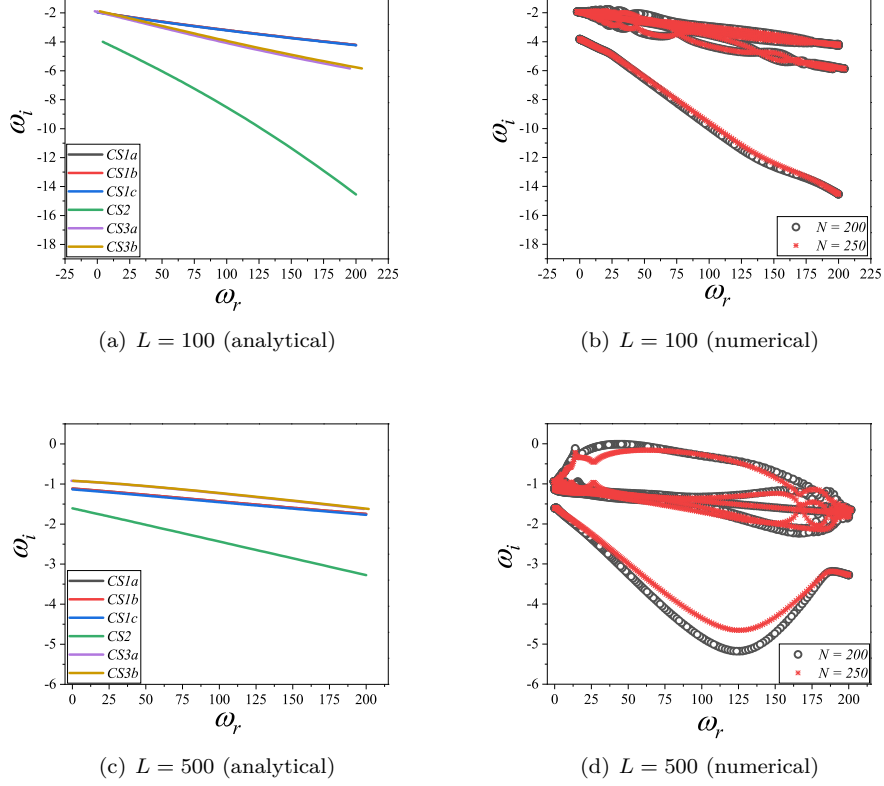 -2
-4
-6
-8
-10
-12
-14
-16
-18
ω_i
CS1a
CS1b
CS1c
CS2
CS3a
CS3b
-25 0 25 50 75 100 125 150 175 200 225
ω_r
(a) L = 100 (analytical)
-2
-4
-6
-8
-10
-12
-14
-16
-18
ω_i
N = 200
N = 250
-25 0 25 50 75 100 125 150 175 200 225
ω_r
(b) L = 100 (numerical)
0
-1
-2
-3
-4
-5
-6
ω_i
CS1a
CS1b
CS1c
CS2
CS3a
CS3b
0 25 50 75 100 125 150 175 200
ω_r
(c) L = 500 (analytical)
0
-1
-2
-3
-4
-5
-6
ω_i
N = 200
N = 250
0 25 50 75 100 125 150 175 200
ω_r
(d) L = 500 (numerical)